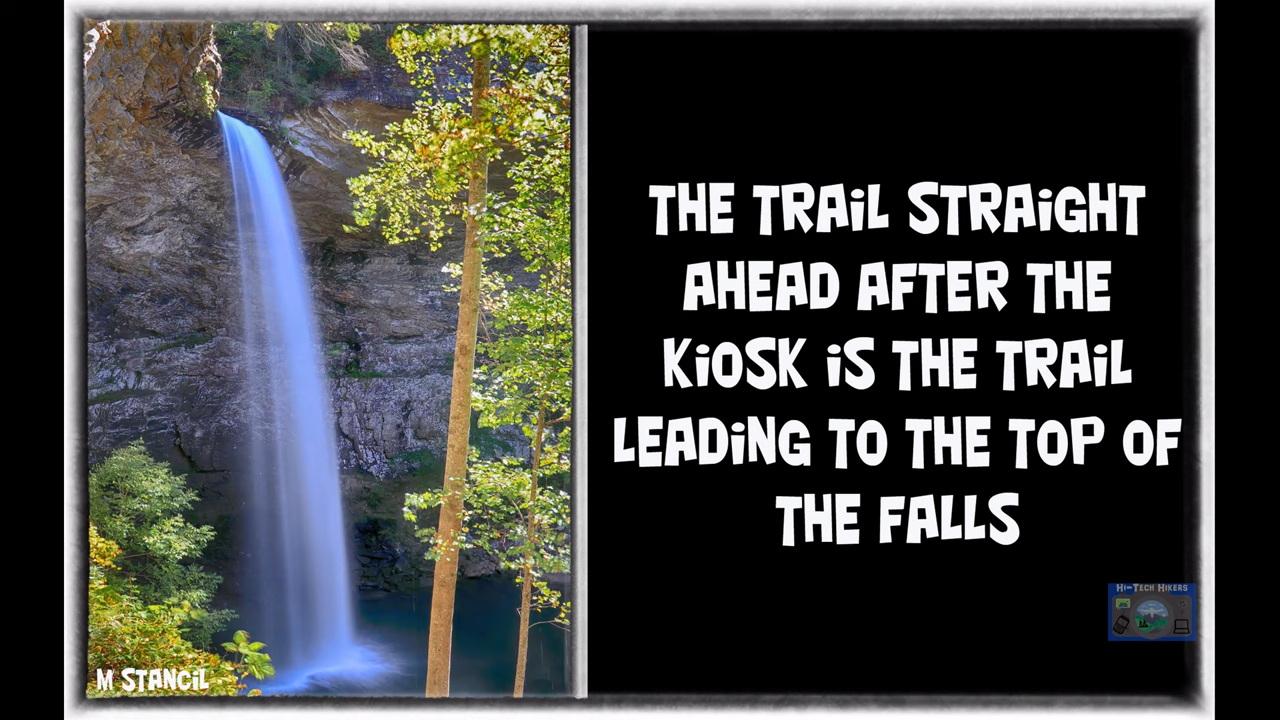 THE TRAIL STRAIGHT
AHEAD AFTER THE
KIOSK IS THE TRAIL
LEADING TO THE TOP OF
THE FALLS
Hi-Tech Hikers
M STANCIL